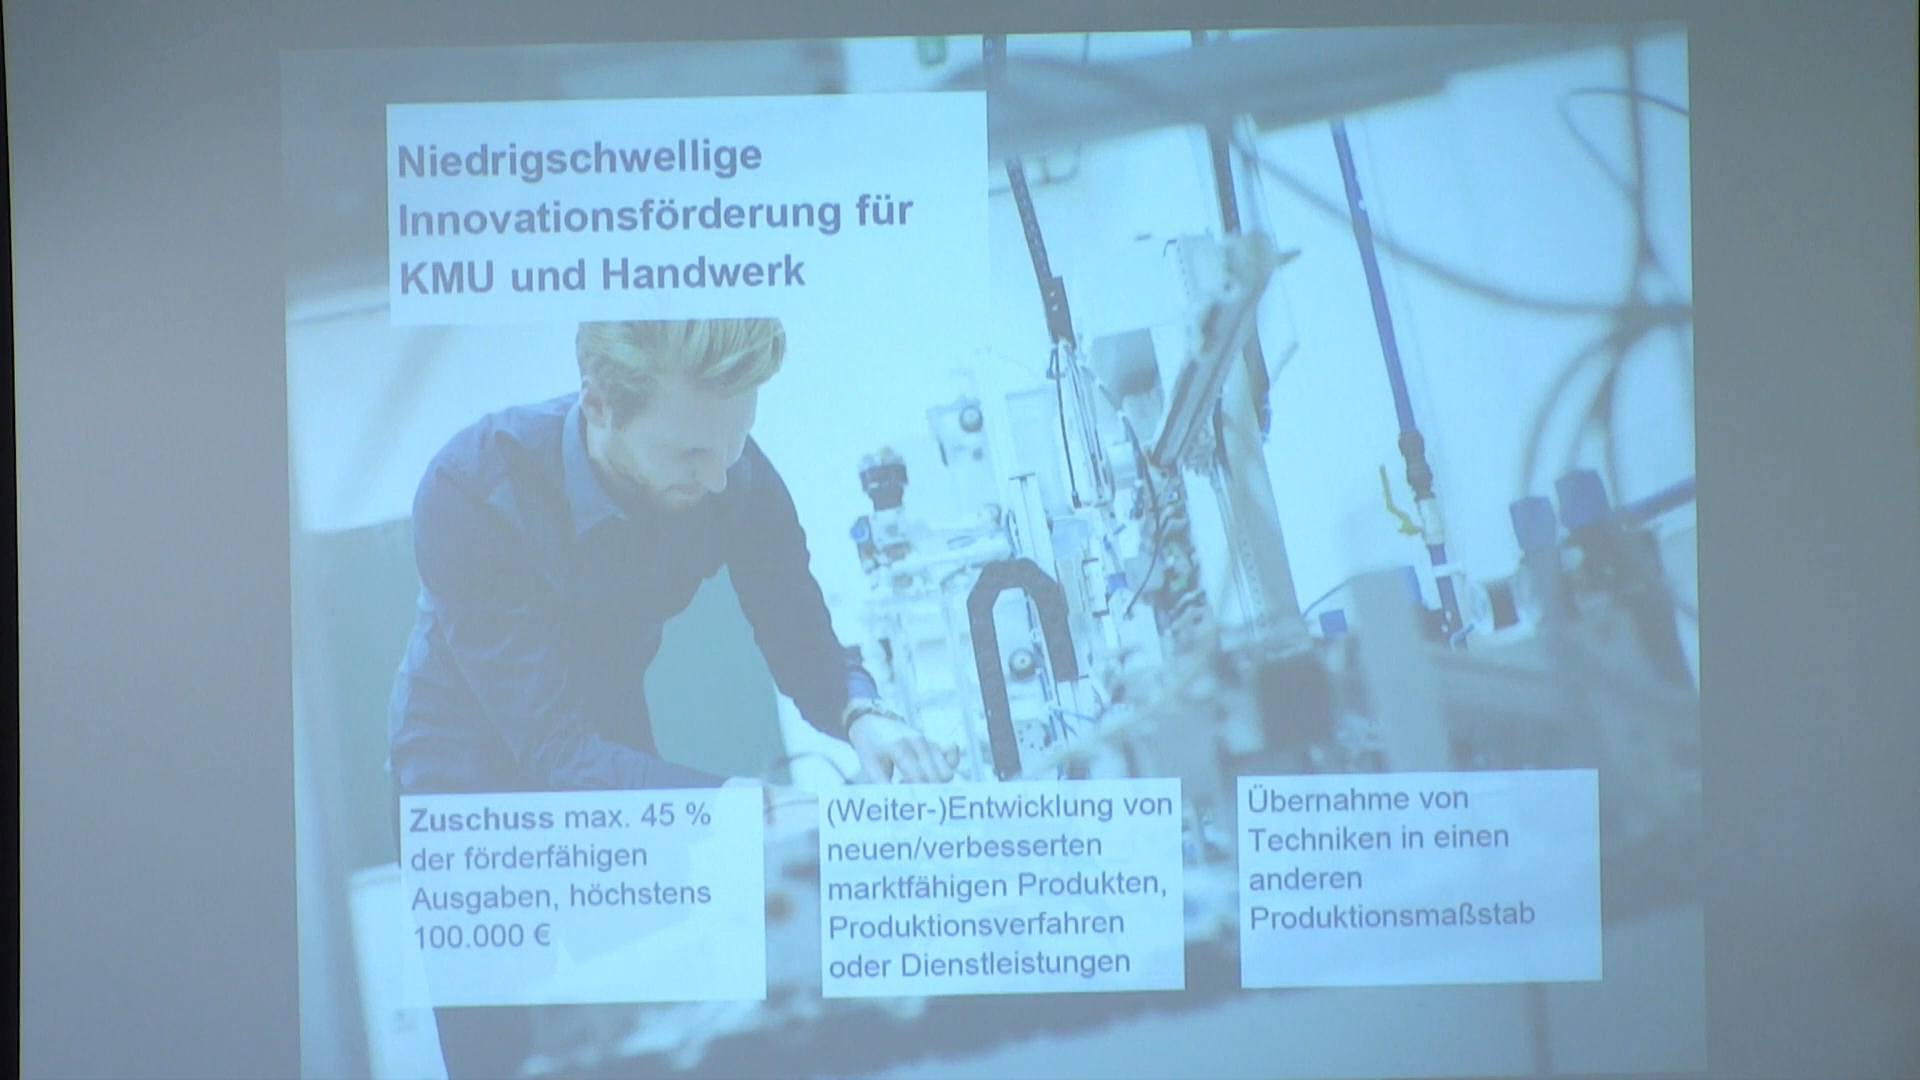 Niedrigschwellige
Innovationsförderung für
KMU und Handwerk
Zuschuss max. 45 %
der förderfähigen
Ausgaben, höchstens
100.000 €
(Weiter-)Entwicklung von
neuen/verbesserten
marktfähigen Produkten,
Produktionsverfahren
oder Dienstleistungen
Übernahme von
Techniken in einen
anderen
Produktionsmaßstab